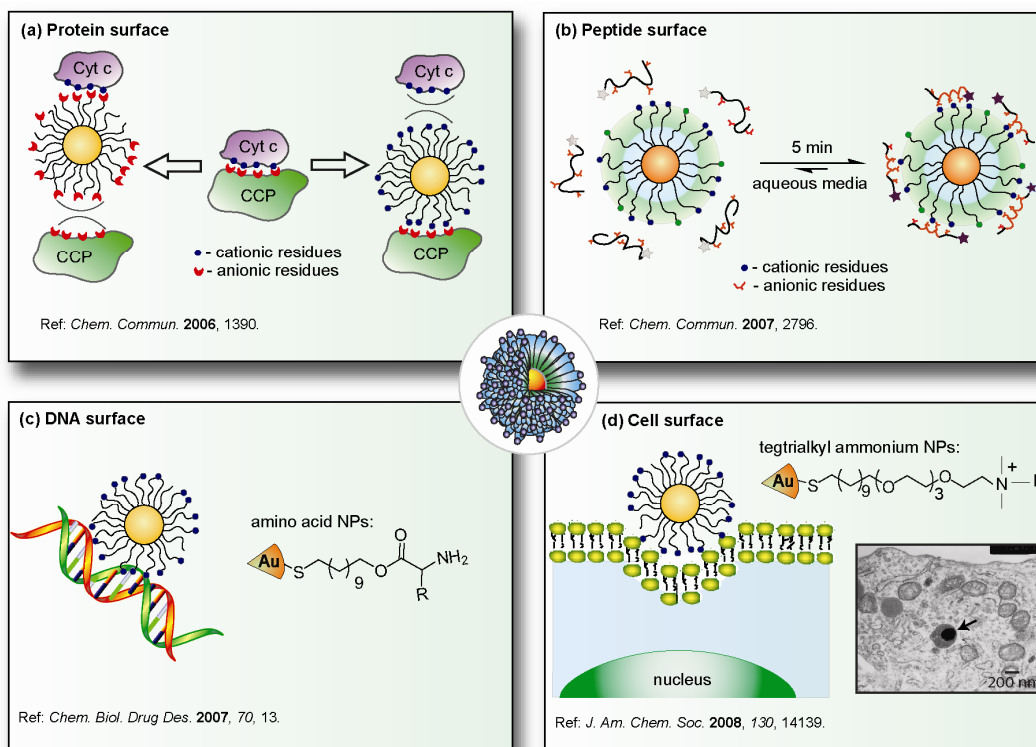 (a) Protein surface
Cyt c
Cyt c
Cyt c
CCP
CCP
CCP
- cationic residues
- anionic residues
Ref: Chem. Commun. 2006, 1390.
(b) Peptide surface
5 min
aqueous media
- cationic residues
- anionic residues
Ref: Chem. Commun. 2007, 2796.
(c) DNA surface
amino acid NPs:
Au
S
9
O
O
NH2
R
Ref: Chem. Biol. Drug Des. 2007, 70, 13.
(d) Cell surface
tegtrialkyl ammonium NPs:
Au
S
9
O
O
3
N
+
nucleus
200 nm
Ref: J. Am. Chem. Soc. 2008, 130, 14139.